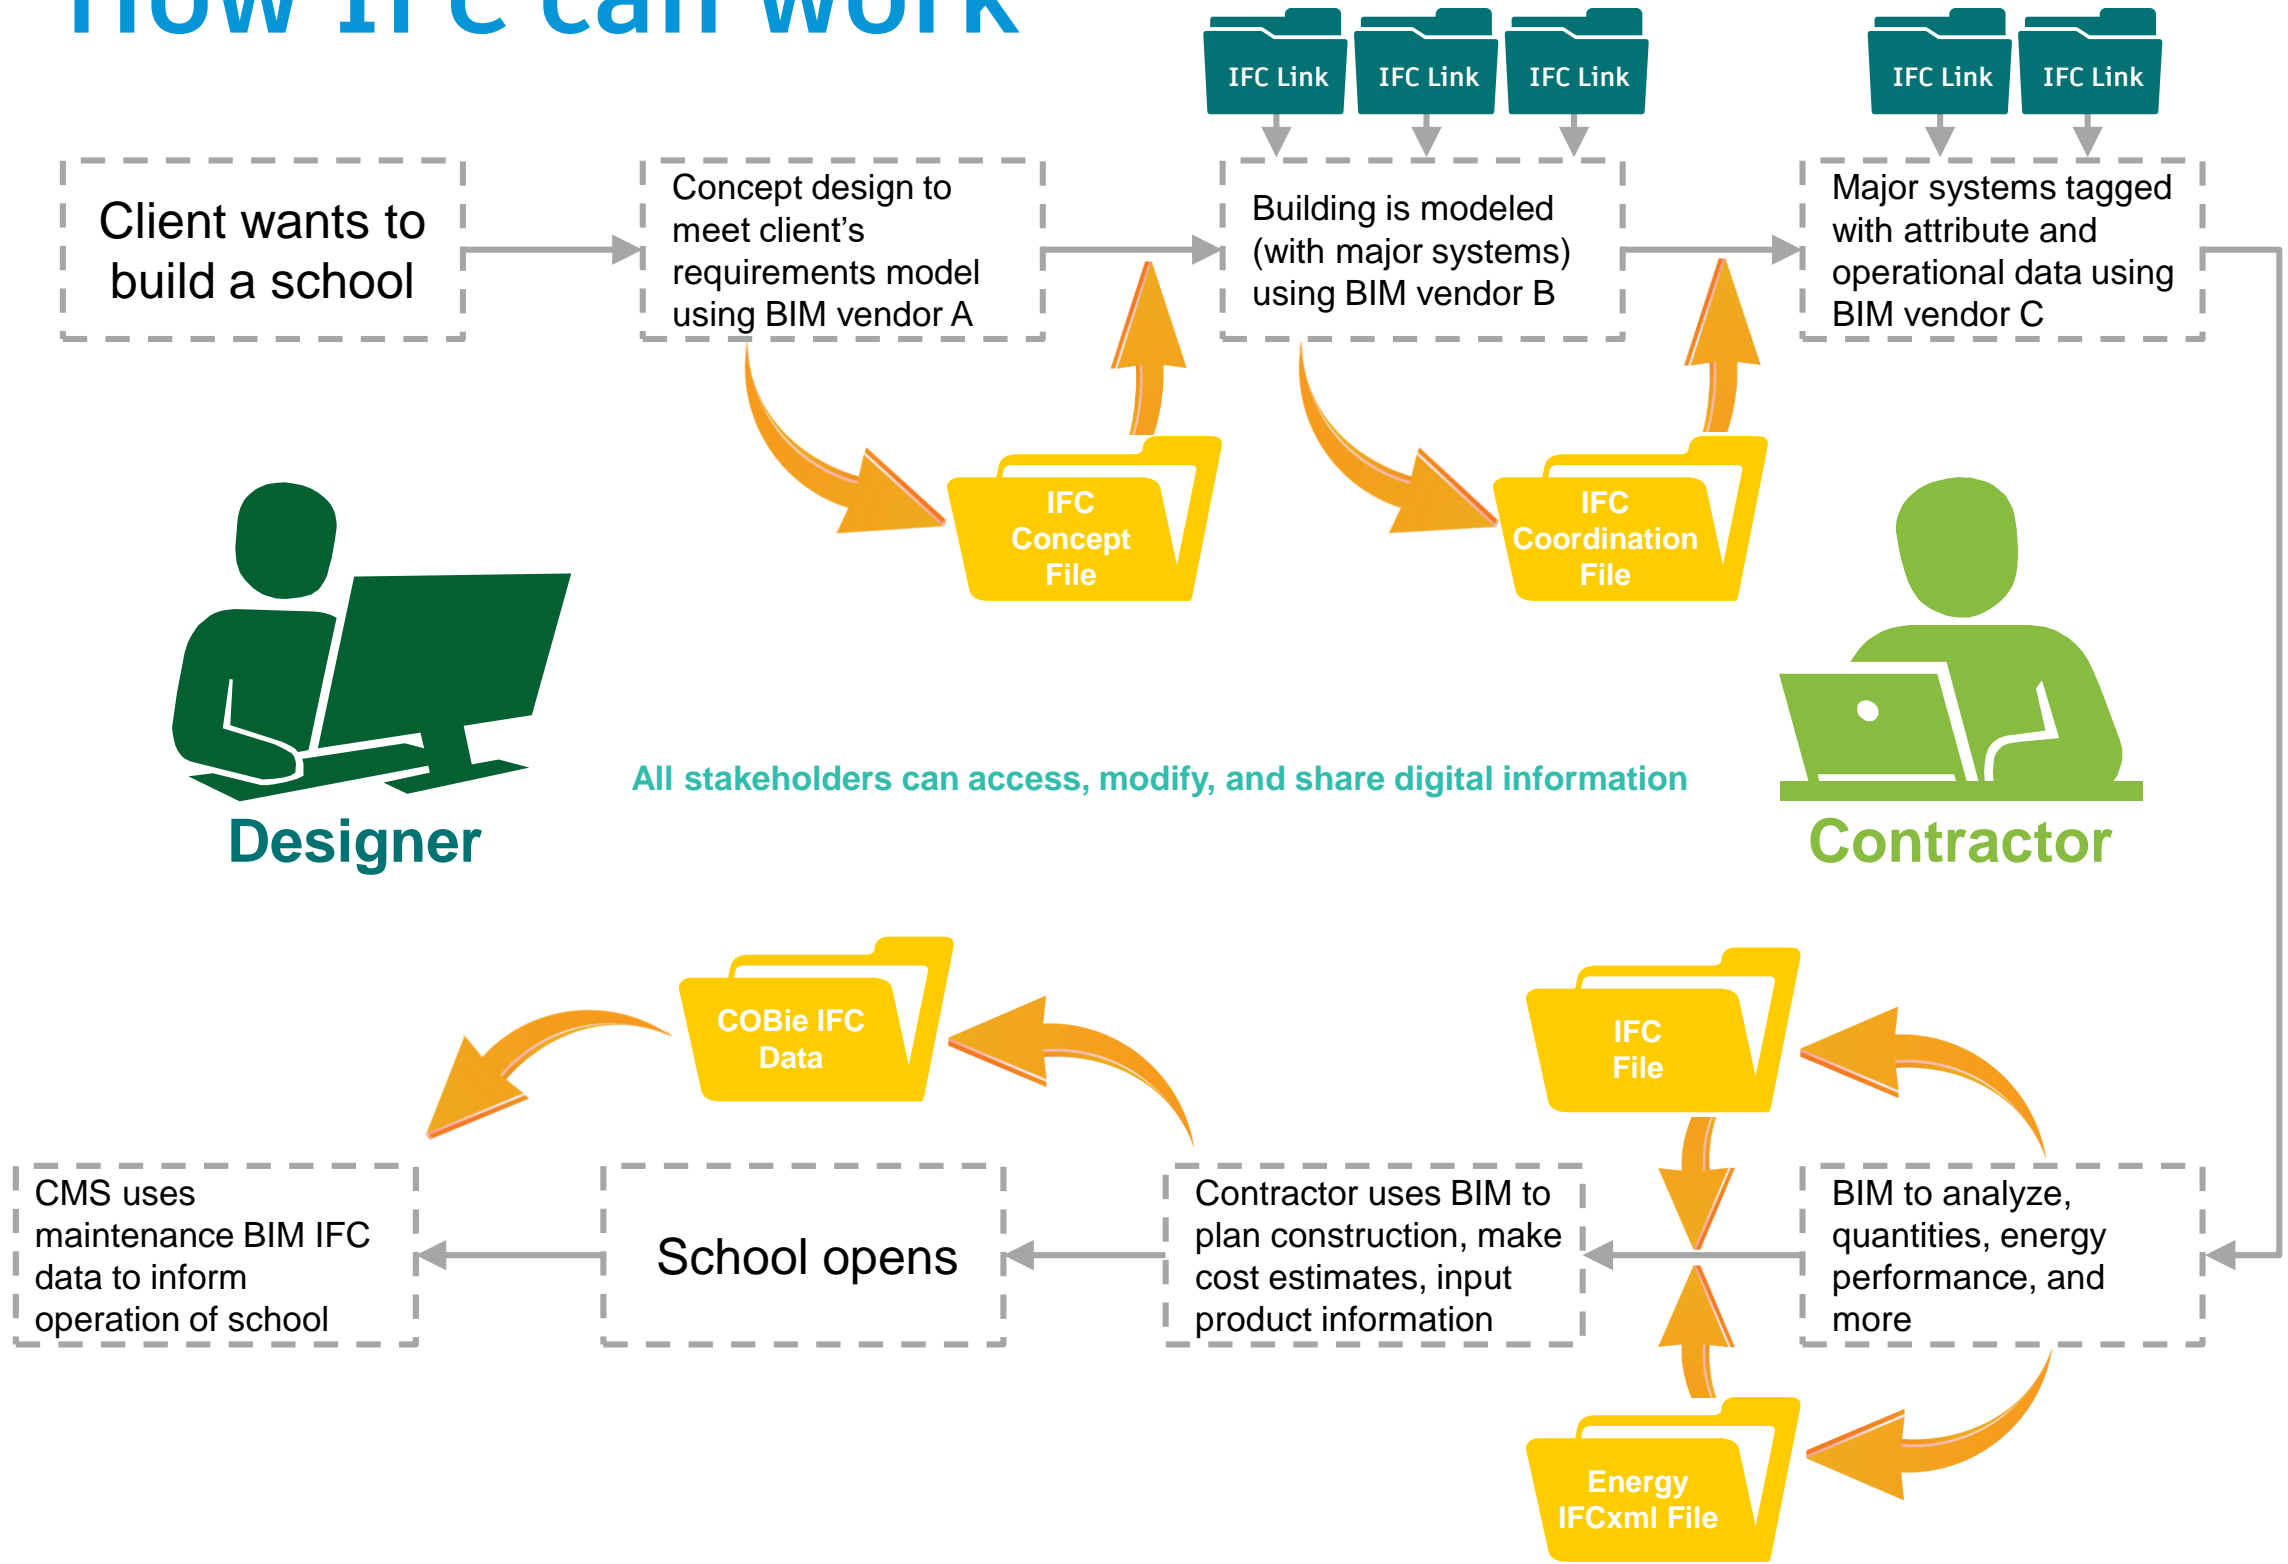 How IFC can work
IFC Link
IFC Link
IFC Link
IFC Link
IFC Link
Client wants to
build a school
Concept design to
meet client’s
requirements model
using BIM vendor A
Building is modeled
(with major systems)
using BIM vendor B
Major systems tagged
with attribute and
operational data using
BIM vendor C
IFC
Concept
File
IFC
Coordination
File
All stakeholders can access, modify, and share digital information
Designer
Contractor
COBie IFC
Data
IFC
File
CMS uses
maintenance BIM IFC
data to inform
operation of school
School opens
Contractor uses BIM to
plan construction, make
cost estimates, input
product information
BIM to analyze,
quantities, energy
performance, and
more
Energy
IFCxml File